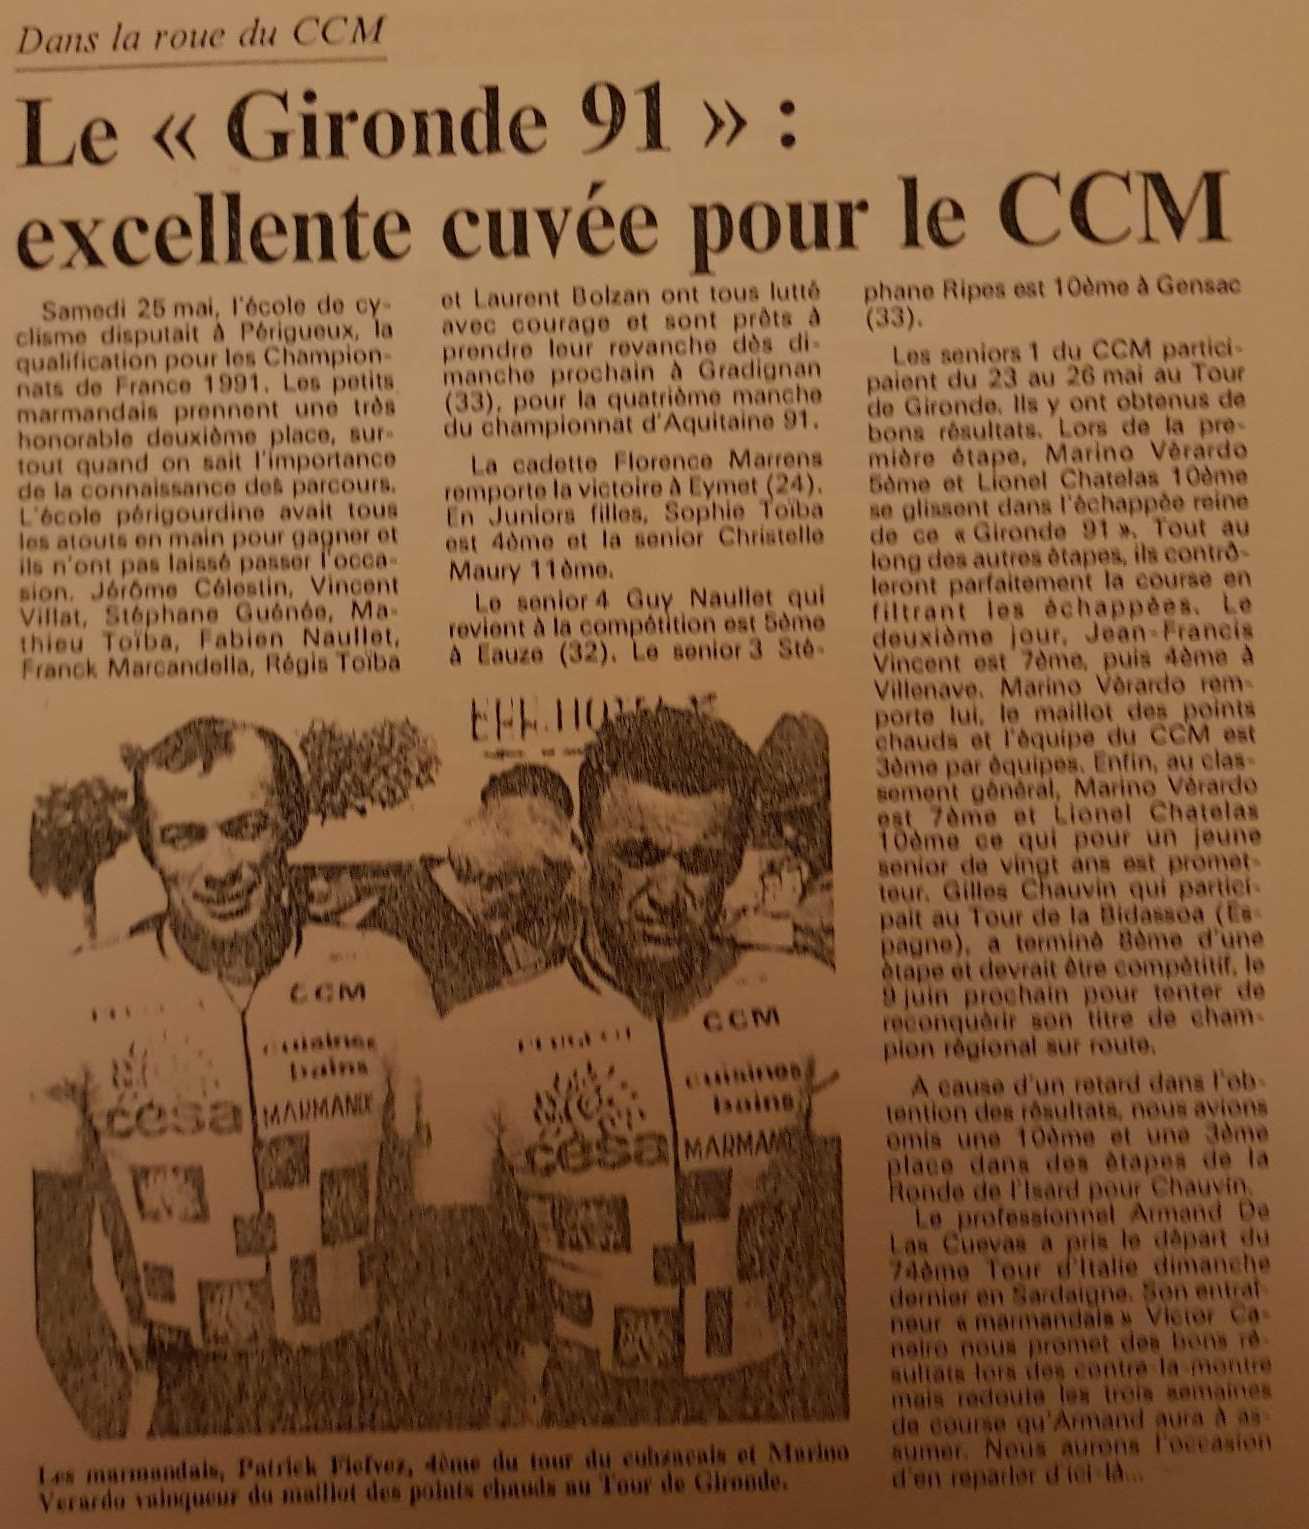 Dans la roue du CCM
Le « Gironde 91 » :
excellente cuvée pour le CCM
Samedi 25 mai, l'école de cy-
clisme disputait à Périgueux, la
qualification pour les Champion-
nats de France 1991. Les petits
marmandais prennent une très
honorable deuxième place, sur-
tout quand on sait l'importance
de la connaissance des parcours.
L'école périgourdine avait tous
les atouts en main pour gagner et
ils n'ont pas laissé passer l'occa-
sion. Jérôme Célestin, Vincent
Villat, Stéphane Guénée, Ma-
thieu Toïba, Fabien Naullet,
Franck Marcandella, Régis Toïba
et Laurent Bolzan ont tous lutté
avec courage et sont prêts à
prendre leur revanche dès di-
manche prochain à Gradignan
(33), pour la quatrième manche
du championnat d'Aquitaine 91.
La cadette Florence Marrens
remporte la victoire à Eymet (24).
En Juniors filles, Sophie Toïba
est 4ème et la senior Christelle
Maury 11ème.
Le senior 4 Guy Naullet qui
revient à la compétition est 5ème
à Eauze (32). Le senior 3 Sté-
phane Ripes est 10ème à Gensac
(33).
Les seniors 1 du CCM partici-
paient du 23 au 26 mai au Tour
de Gironde. Ils y ont obtenus de
bons résultats. Lors de la pre-
mière étape, Marino Vérardo
5ème et Lionel Chatelas 10ème
se glissent dans l'échappée reine
de ce « Gironde 91 ». Tout au
long des autres étapes, ils contrô-
leront parfaitement la course en
filtrant les échappées. Le
deuxième jour, Jean-Francis
Vincent est 7ème, puis 4ème à
Villenave. Marino Vérardo rem-
porte lui, le maillot des points
chauds et l'équipe du CCM est
3ème par équipes. Enfin, au clas-
sement général, Marino Vérardo
est 7ème et Lionel Chatelas
10ème ce qui pour un jeune
senior de vingt ans est promet-
teur. Gilles Chauvin qui partici-
pait au Tour de la Bidassoa (Es-
pagne), a terminé 8ème d'une
étape et devrait être compétitif, le
9 juin prochain pour tenter de
reconquérir son titre de cham-
pion régional sur route.
A cause d'un retard dans l'ob-
tention des résultats, nous avions
omis une 10ème et une 3ème
place dans des étapes de la
Ronde de l'Isard pour Chauvin.
Le professionnel Armand De
Las Cuevas a pris le départ du
74ème Tour d'Italie dimanche
dernier en Sardaigne. Son entraî-
neur « marmandais » Victor Ca-
neiro nous promet des bons ré-
sultats lors des contre-la-montre
mais redoute les trois semaines
de course qu'Armand aura à as-
sumer. Nous aurons l'occasion
d'en reparler d'ici-là...
CCM
cuisines
bains
MARMANDE
cesa
CCM
cuisines
bains
MARMAND
cesa
Les marmandais, Patrick Fiefvez, 4ème du tour du cubzacais et Marino
Verardo vainqueur du maillot des points chauds au Tour de Gironde.